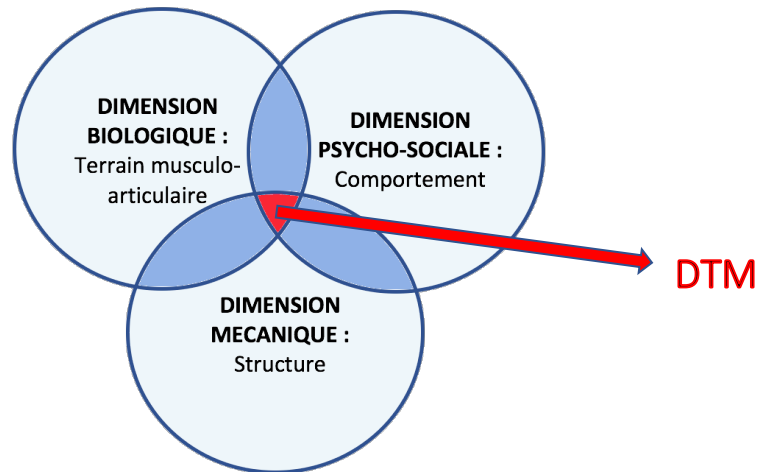 DIMENSION
BIOLOGIQUE :
Terrain musculo-
articulaire
DIMENSION
PSYCHO-SOCIALE :
Comportement
DIMENSION
MECANIQUE :
Structure
DTM